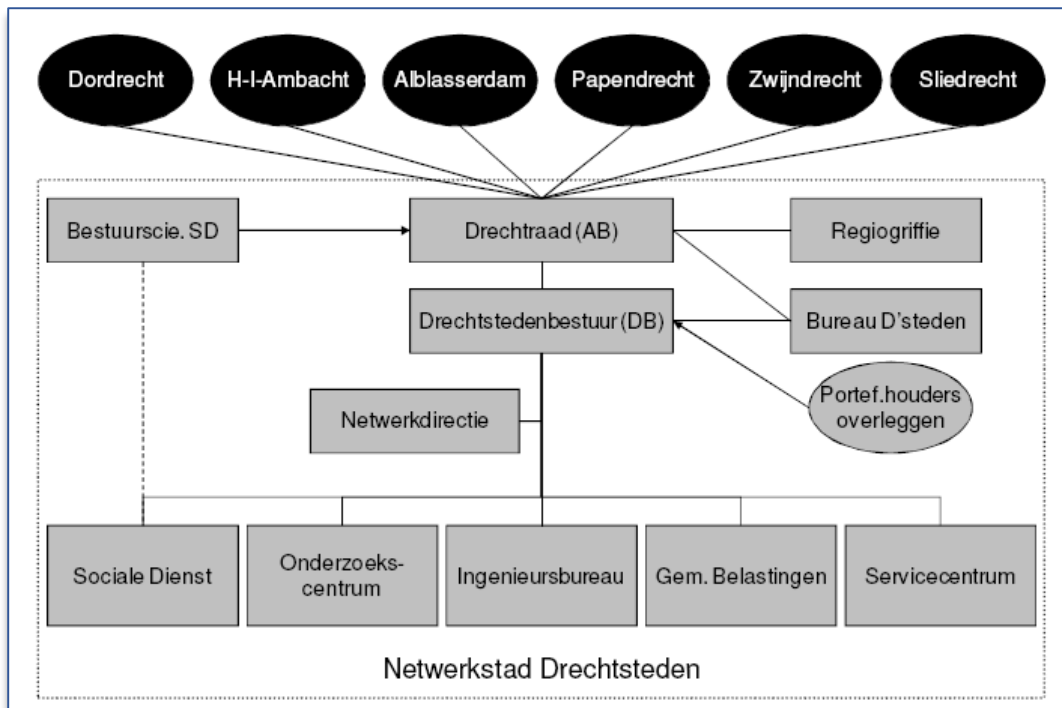 Dordrecht
H-I-Ambacht
Alblasserdam
Papendrecht
Zwijndrecht
Sliedrecht
Bestuurscie. SD
Drechtraad (AB)
Regiogriffie
Drechtstedenbestuur (DB)
Bureau D'steden
Portef.houders
overleggen
Netwerkdirectie
Sociale Dienst
Onderzoeks-
centrum
Ingenieursbureau
Gem. Belastingen
Servicecentrum
Netwerkstad Drechtsteden